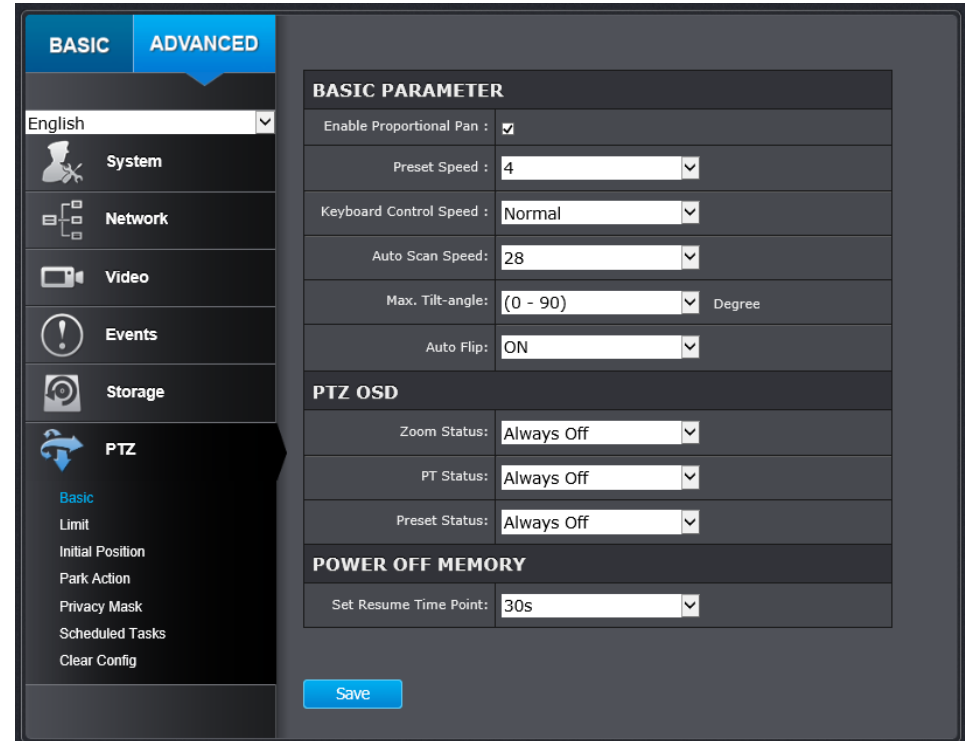 BASIC ADVANCED
English
System
Network
Video
Events
Storage
PTZ
Basic
Limit
Initial Position
Park Action
Privacy Mask
Scheduled Tasks
Clear Config
BASIC PARAMETER
Enable Proportional Pan :
Preset Speed : 4
Keyboard Control Speed : Normal
Auto Scan Speed: 28
Max. Tilt-angle: (0 - 90) Degree
Auto Flip: ON
PTZ OSD
Zoom Status: Always Off
PT Status: Always Off
Preset Status: Always Off
POWER OFF MEMORY
Set Resume Time Point: 30s
Save